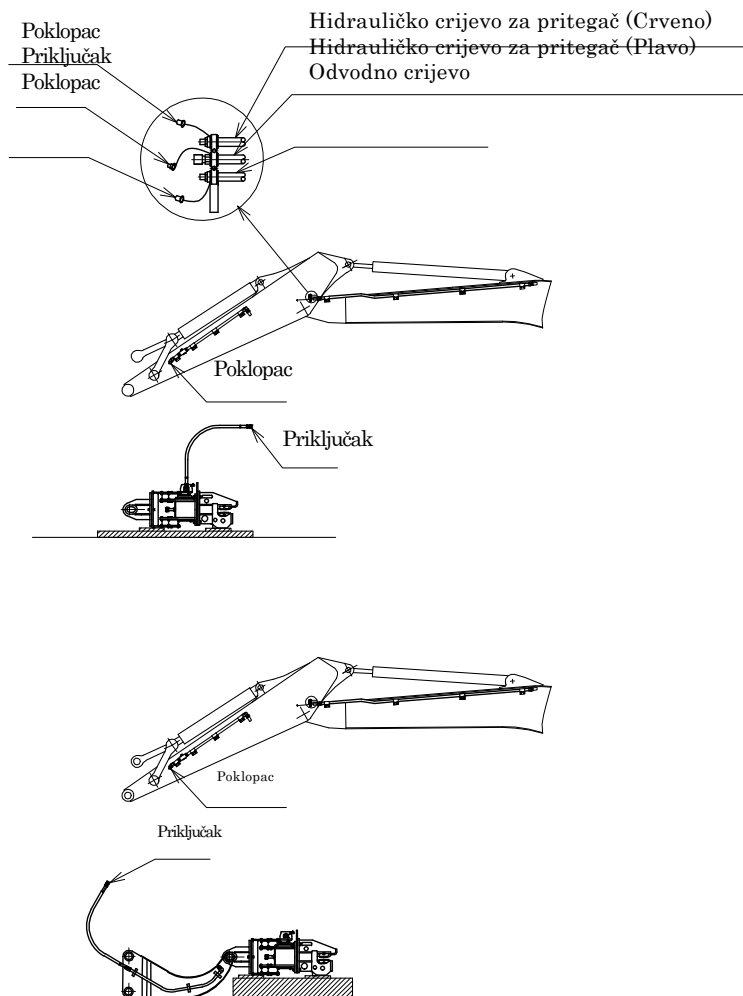 Poklopac
Priključak
Poklopac
Hidrauličko crijevo za pritegač (Crveno)
Hidrauličko crijevo za pritegač (Plavo)
Odvodno crijevo
Poklopac
Priključak
Poklopac
Priključak